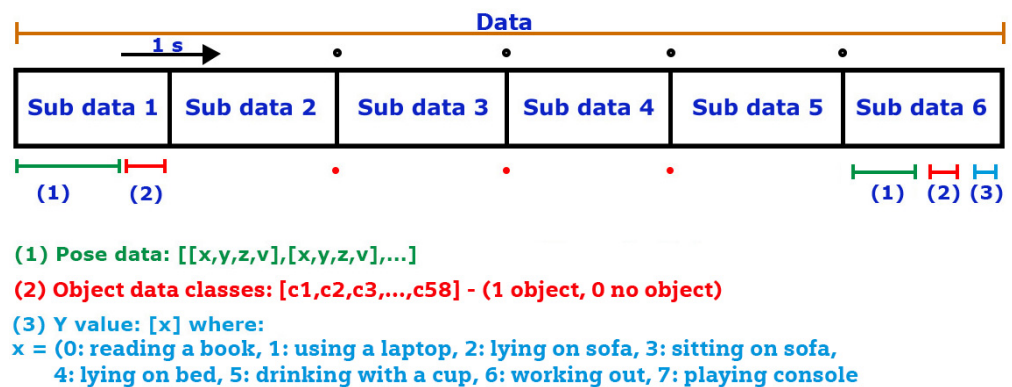 Data
1 s
Sub data 1 Sub data 2 Sub data 3 Sub data 4 Sub data 5 Sub data 6
(1) (2) (1) (2) (3)
(1) Pose data: [[x,y,z,v],[x,y,z,v],...]
(2) Object data classes: [c1,c2,c3,...,c58] - (1 object, 0 no object)
(3) Y value: [x] where:
x = (0: reading a book, 1: using a laptop, 2: lying on sofa, 3: sitting on sofa,
4: lying on bed, 5: drinking with a cup, 6: working out, 7: playing console